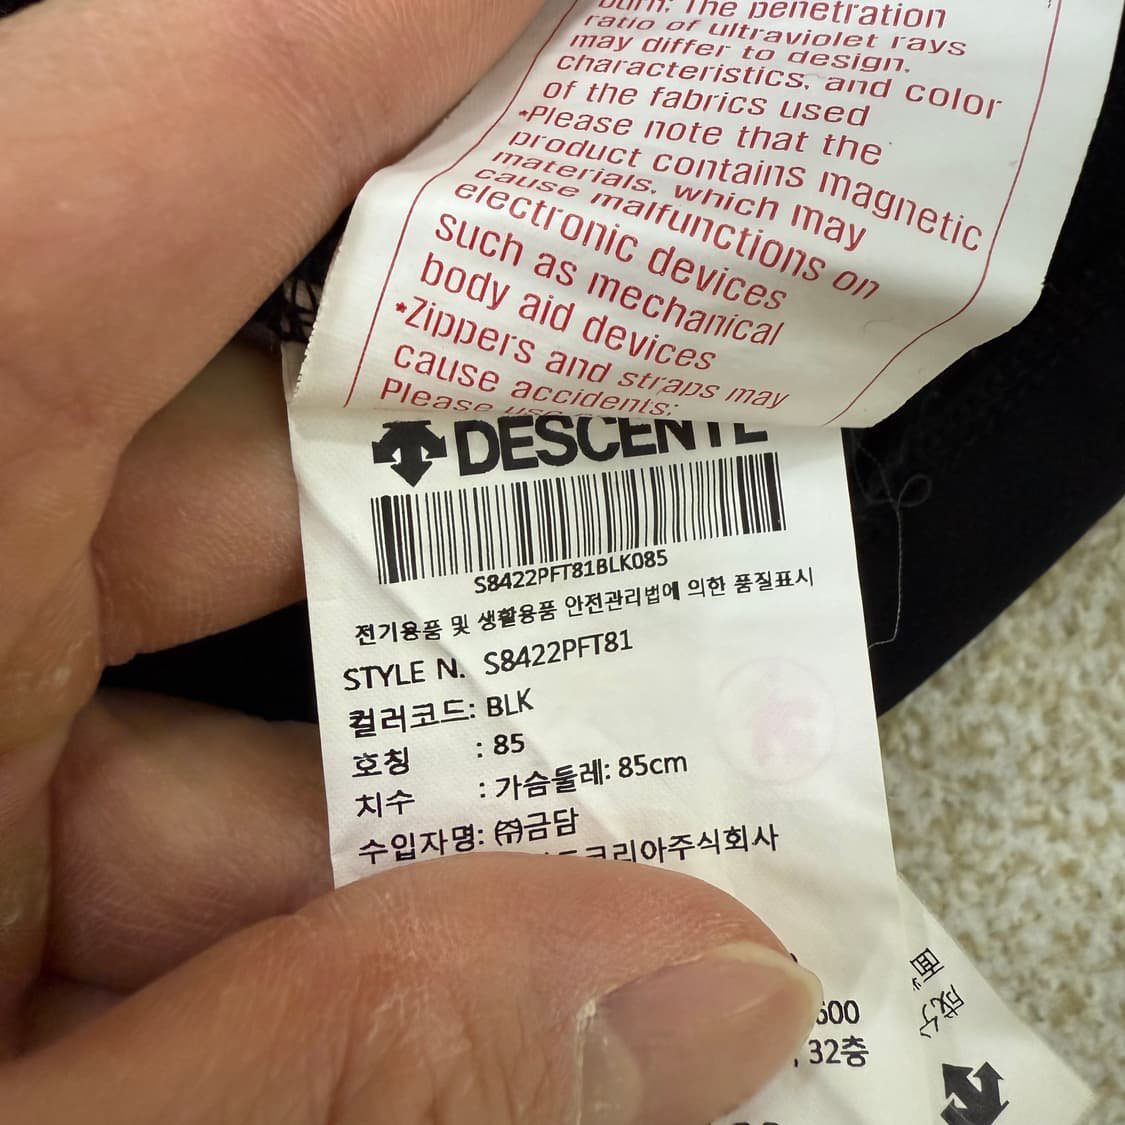 burn; The penetration
ratio of ultraviolet rays
may differ to design,
characteristics, and color
of the fabrics used
*Please note that the
product contains magnetic
materials, which may
cause malfunctions on
electronic devices
such as mechanical
body aid devices
*Zippers and straps may
cause accidents;
Please use
DESCENTE
S8422PFT81BLK085
전기용품 및 생활용품 안전관리법에 의한 품질표시
STYLE N. S8422PFT81
컬러코드: BLK
호칭 : 85
치수 : 가슴둘레: 85cm
수입자명: ㈜금담
코리아주식회사
600
, 32층